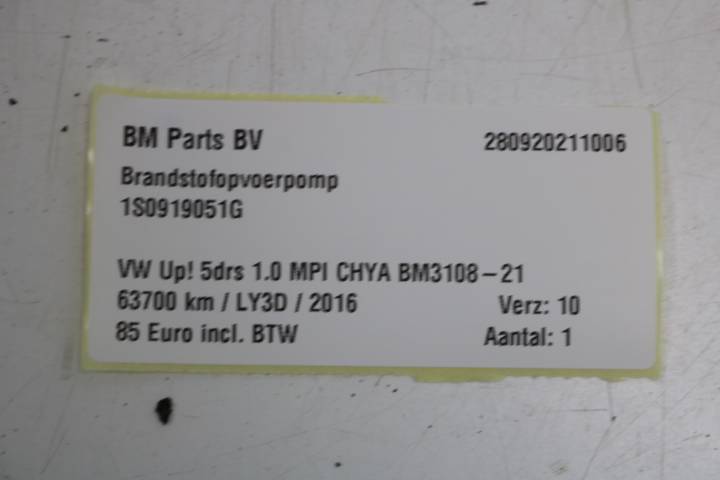 BM Parts BV 280920211006
Brandstofopvoerpomp
1S0919051G
VW Up! 5drs 1.0 MPI CHYA BM3108-21
63700 km / LY3D / 2016 Verz: 10
85 Euro incl. BTW Aantal: 1